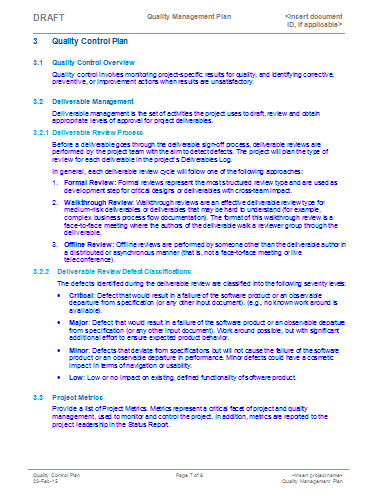 DRAFT
Quality Management Plan
<Insert document
ID, if applicable>
3 Quality Control Plan
3.1 Quality Control Overview
Quality control involves monitoring project-specific results for quality, and identifying corrective,
preventive, or improvement actions when results are unsatisfactory.
3.2 Deliverable Management
Deliverable management is the set of activities the project uses to draft, review and obtain
appropriate levels of approval for project deliverables.
3.2.1 Deliverable Review Process
Before a deliverable goes through the deliverable sign-off process, deliverable reviews are
performed by the project team with the aim to detect defects. The project will plan the type of
review for each deliverable in the project's Deliverables Log.
In general, each deliverable review cycle will follow one of the following approaches:
1. Formal Review: Formal reviews represent the most structured review type and are used as
development step for critical designs or deliverables with cross-team impact.
2. Walkthrough Review: Walkthrough reviews are an effective deliverable review type for
medium-risk deliverables or deliverables that may be hard to understand (for example,
complex business process flow documentation). The format of this walkthrough review is a
face-to-face meeting where the authors of the deliverable walk a reviewer group through the
deliverable.
3. Offline Review: Offline reviews are performed by someone other than the deliverable author in
a distributed or asynchronous manner (that is, not a face-to-face meeting or live
teleconference).
3.2.2 Deliverable Review Defect Classifications
The defects identified during the deliverable review are classified into the following severity levels:
• Critical: Defect that would result in a failure of the software product or an observable
departure from specification (or any other input document). (e.g., no known work around is
available).
• Major: Defect that would result in a failure of the software product or an observable departure
from specification (or any other input document). Work around possible, but with significant
additional effort to ensure expected product behavior.
• Minor: Defects that deviate from specifications but will not cause the failure of the software
product or an observable departure in performance. Minor defects could have a cosmetic
impact in terms of navigation or usability.
• Low: Low or no impact on existing, defined functionality of software product.
3.3 Project Metrics
Provide a list of Project Metrics. Metrics represent a critical facet of project and quality
management, used to monitor and control the project. In addition, metrics are reported to the
project leadership in the Status Report.
Quality Control Plan
Page 7 of 8
<insert project name>
29-Feb-15
Quality Management Plan